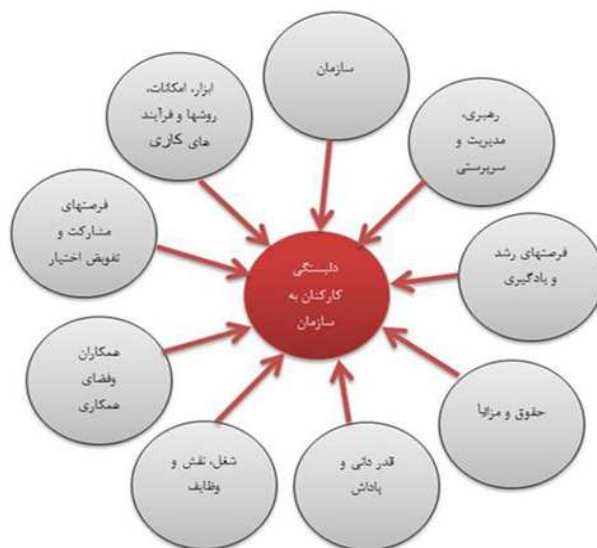 سازمان
رهبری،
مدیریت و
سرپرستی
فرصتهای رشد
و یادگیری
حقوق و مزایا
قدر دانی و
پاداش
شغل، نقش و
وظایف
همکاران
وفضای
همکاری
فرصتهای
مشارکت و
تفویض اختیار
ابزار، امکانات،
روشها و فرآیند
های کاری
دلبستگی
کارکنان به
سازمان